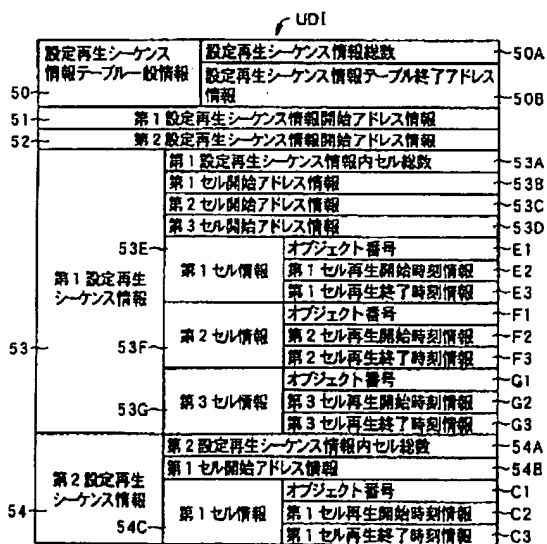 UDI
設定再生シーケンス
情報テーブル一般情報
50
設定再生シーケンス情報総数
50A
設定再生シーケンス情報テーブル終了アドレス
情報
50B
51
第1設定再生シーケンス情報開始アドレス情報
52
第2設定再生シーケンス情報開始アドレス情報
第1設定再生シーケンス情報内セル総数
53A
第1セル開始アドレス情報
53B
第2セル開始アドレス情報
53C
第3セル開始アドレス情報
53D
53E
第1設定再生
シーケンス情報
53
第1セル情報
オブジェクト番号
E1
第1セル再生開始時刻情報
E2
第1セル再生終了時刻情報
E3
53F
第2セル情報
オブジェクト番号
F1
第2セル再生開始時刻情報
F2
第2セル再生終了時刻情報
F3
53G
第3セル情報
オブジェクト番号
G1
第3セル再生開始時刻情報
G2
第3セル再生終了時刻情報
G3
第2設定再生
シーケンス情報
54
第2設定再生シーケンス情報内セル総数
54A
第1セル開始アドレス情報
54B
54C
第1セル情報
オブジェクト番号
C1
第1セル再生開始時刻情報
C2
第1セル再生終了時刻情報
C3